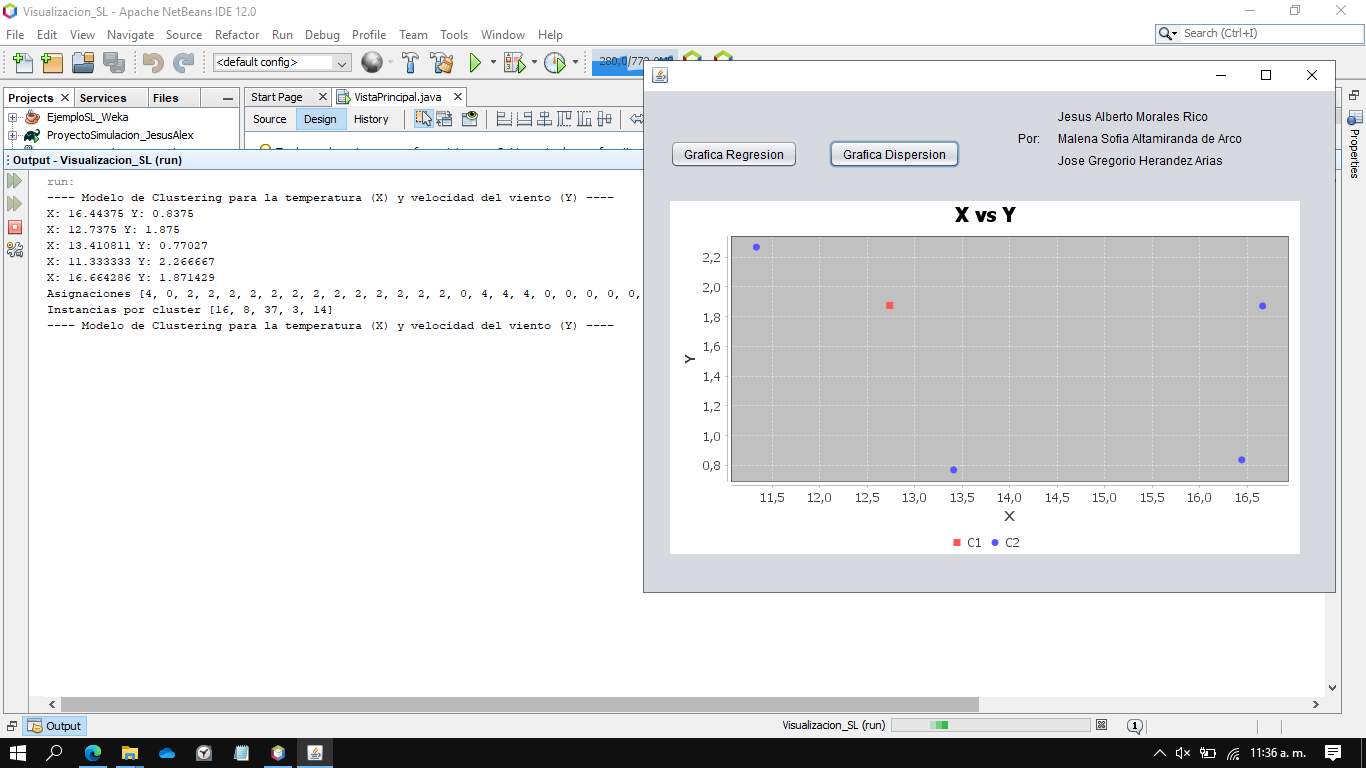 Visualizacion_SL - Apache NetBeans IDE 12.0
File Edit View Navigate Source Refactor Run Debug Profile Team Tools Window Help
Search (Ctrl+I)
<default config>
280,0/772,0MB
Projects
Services
Files
Start Page
VistaPrincipal.java
EjemploSL_Weka
ProyectoSimulacion_JesusAlex
Source Design History
Output - Visualizacion_SL (run)
run:
---- Modelo de Clustering para la temperatura (X) y velocidad del viento (Y) ----
X: 16.44375 Y: 0.8375
X: 12.7375 Y: 1.875
X: 13.410811 Y: 0.77027
X: 11.333333 Y: 2.266667
X: 16.664286 Y: 1.871429
Asignaciones [4, 0, 2, 2, 2, 2, 2, 2, 2, 2, 2, 2, 2, 2, 2, 0, 4, 4, 4, 0, 0, 0, 0, 0,
Instancias por cluster [16, 8, 37, 3, 14]
---- Modelo de Clustering para la temperatura (X) y velocidad del viento (Y) ----
Grafica Regresion
Grafica Dispersion
Por:
Jesus Alberto Morales Rico
Malena Sofia Altamiranda de Arco
Jose Gregorio Herandez Arias
X vs Y
Y
2,2
2,0
1,8
1,6
1,4
1,2
1,0
0,8
11,5 12,0 12,5 13,0 13,5 14,0 14,5 15,0 15,5 16,0 16,5
X
C1 C2
Properties
Output
Visualizacion_SL (run)
1
11:36 a. m.